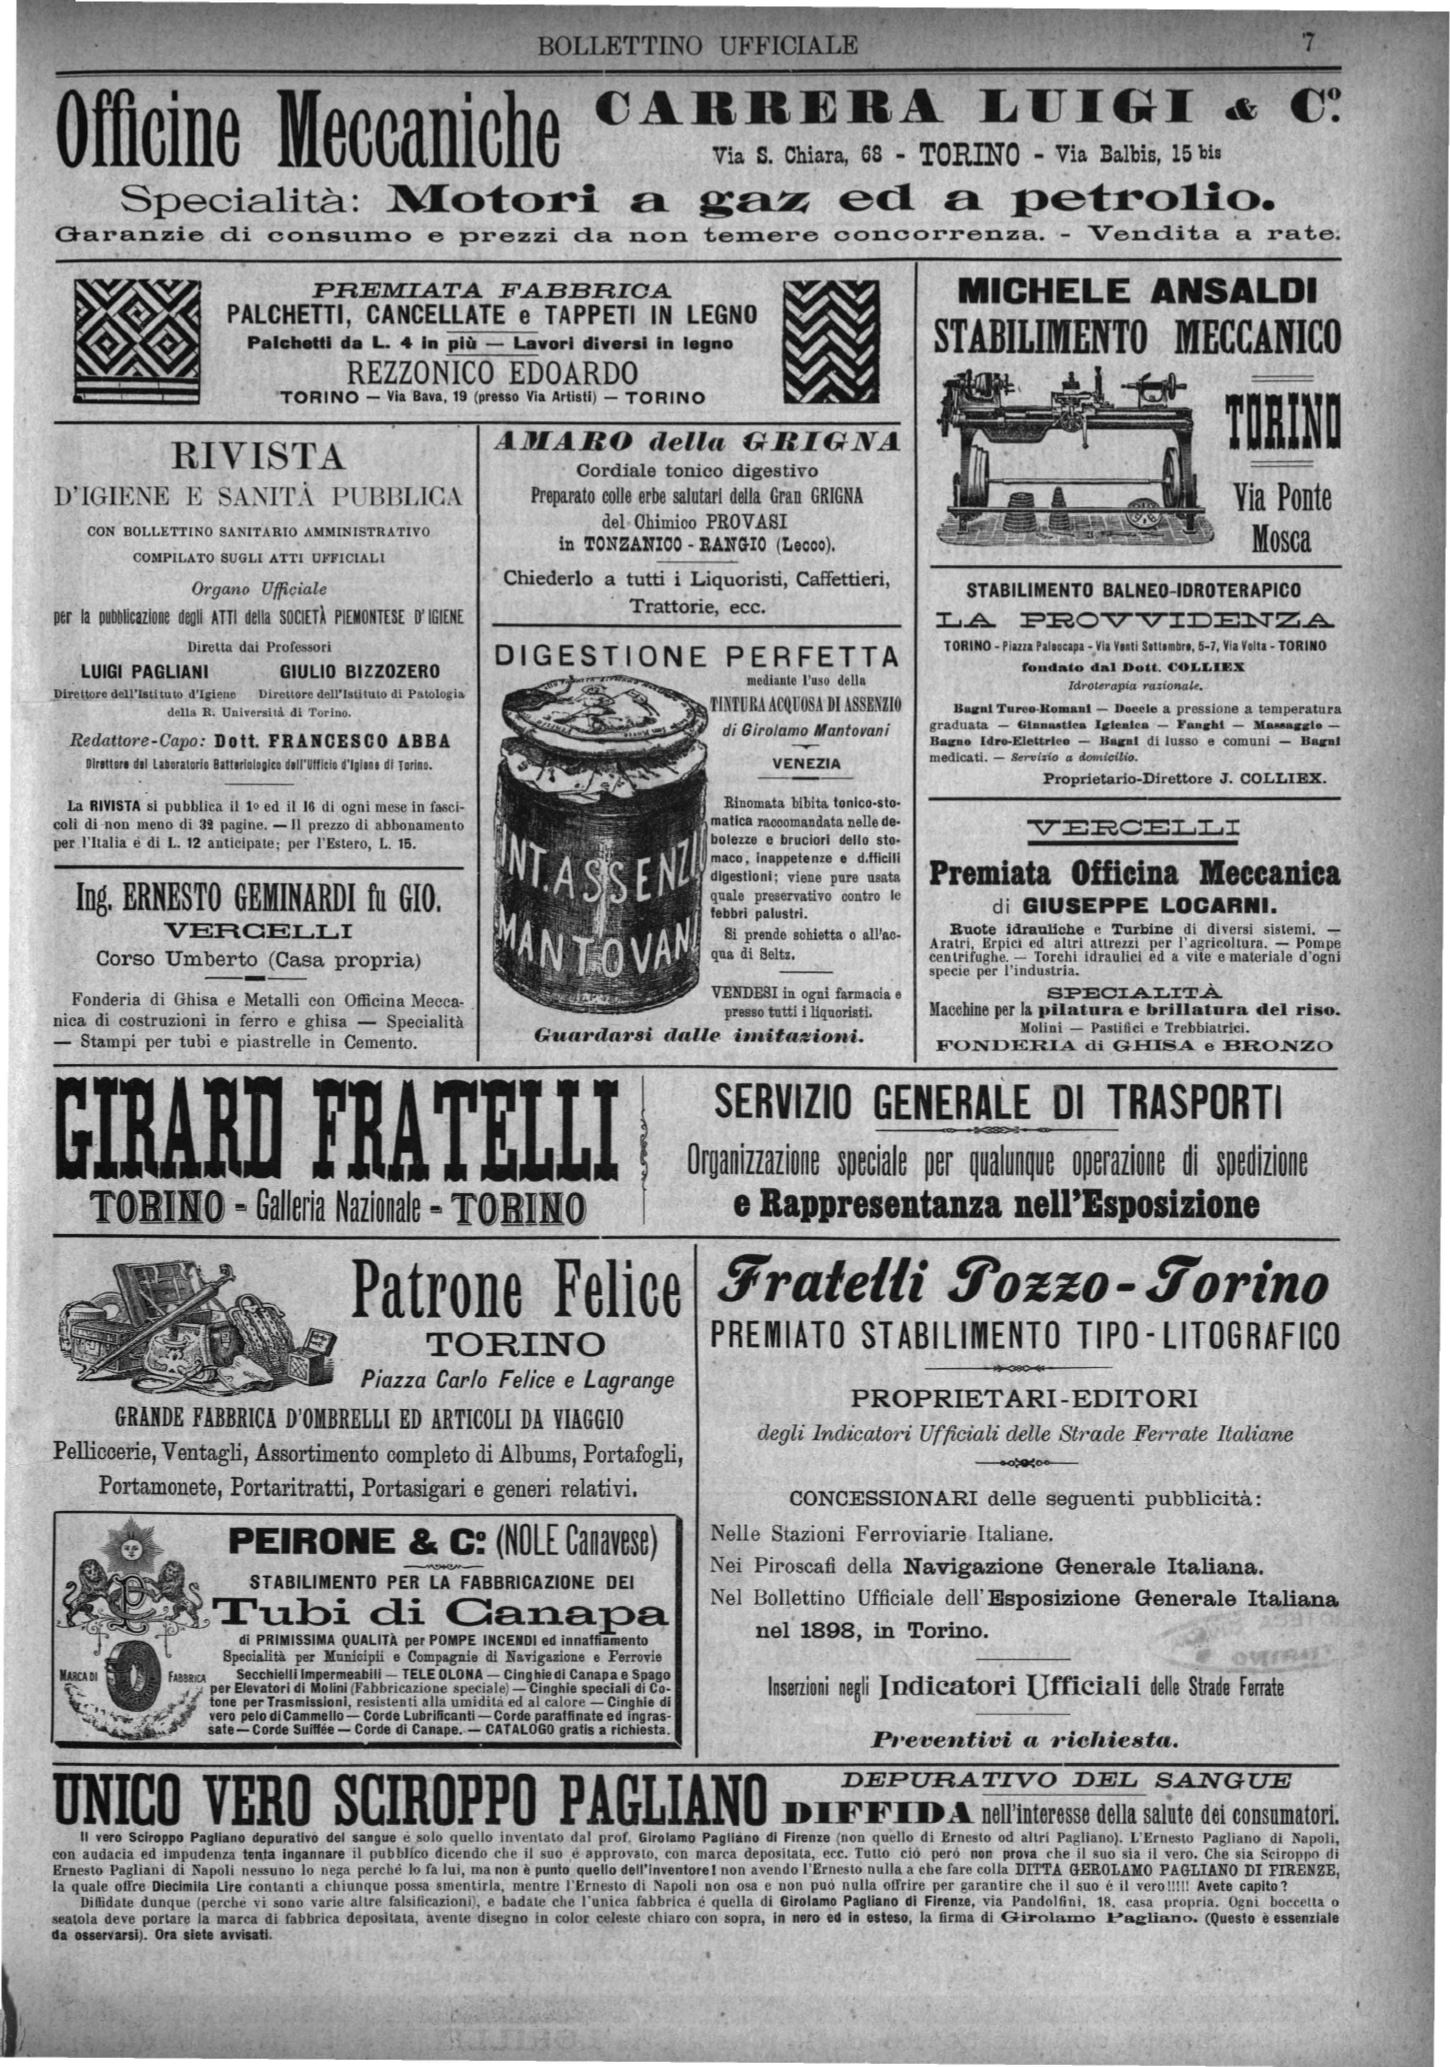 BOLLETTINO UFFICIALE 7
Officine Meccaniche CARRERA LUIGI & Cº.
Via S. Chiara, 68 - TORINO - Via Balbis, 15 bis
Specialità: Motori a gaz ed a petrolio.
Garanzie di consumo e prezzi da non temere concorrenza. - Vendita a rate.
PREMIATA FABBRICA
PALCHETTI, CANCELLATE e TAPPETI IN LEGNO
Palchetti da L. 4 in più — Lavori diversi in legno
REZZONICO EDOARDO
TORINO — Via Bava, 19 (presso Via Artisti) — TORINO
RIVISTA
D'IGIENE E SANITÀ PUBBLICA
CON BOLLETTINO SANITARIO AMMINISTRATIVO
COMPILATO SUGLI ATTI UFFICIALI
Organo Ufficiale
per la pubblicazione degli ATTI della SOCIETÀ PIEMONTESE D'IGIENE
Diretta dai Professori
LUIGI PAGLIANI GIULIO BIZZOZERO
Direttore dell'Istituto d'Igiene Direttore dell'Istituto di Patologia
della R. Università di Torino.
Redattore-Capo: Dott. FRANCESCO ABBA
Direttore del Laboratorio Batteriologico dell'Ufficio d'Igiene di Torino.
La RIVISTA si pubblica il 1º ed il 16 di ogni mese in fasci-
coli di non meno di 32 pagine. — Il prezzo di abbonamento
per l'Italia è di L. 12 anticipate; per l'Estero, L. 15.
Ing. ERNESTO GEMINARDI fu GIO.
VERCELLI
Corso Umberto (Casa propria)
Fonderia di Ghisa e Metalli con Officina Mecca-
nica di costruzioni in ferro e ghisa — Specialità
— Stampi per tubi e piastrelle in Cemento.
AMARO della GRIGNA
Cordiale tonico digestivo
Preparato colle erbe salutari della Gran GRIGNA
del Chimico PROVASI
in TONZANICO - RANGIO (Lecco).
Chiederlo a tutti i Liquoristi, Caffettieri,
Trattorie, ecc.
DIGESTIONE PERFETTA
mediante l'uso della
TINTURA ACQUOSA DI ASSENZIO
di Girolamo Mantovani
VENEZIA
Rinomata bibita tonico-sto-
matica raccomandata nelle de-
bolezze e bruciori dello sto-
maco, inappetenze e difficili
digestioni; viene pure usata
quale preservativo contro le
febbri palustri.
Si prende schietta o all'ac-
qua di Seltz.
VENDESI in ogni farmacia e
presso tutti i liquoristi.
NT. ASSENZI
MANTOVAN
Guardarsi dalle imitazioni.
MICHELE ANSALDI
STABILIMENTO MECCANICO
TORINO
Via Ponte
Mosca
STABILIMENTO BALNEO-IDROTERAPICO
LA PROVVIDENZA
TORINO - Piazza Paleocapa - Via Venti Settembre, 5-7, Via Volta - TORINO
fondato dal Dott. COLLIEX
Idroterapia razionale.
Bagni Turco-Romani — Doccie a pressione a temperatura
graduata — Ginnastica Igienica — Fanghi — Massaggio —
Bagno Idro-Elettrico — Bagni di lusso e comuni — Bagni
medicati. — Servizio a domicilio.
Proprietario-Direttore J. COLLIEX.
VERCELLI
Premiata Officina Meccanica
di GIUSEPPE LOCARNI.
Ruote idrauliche e Turbine di diversi sistemi. —
Aratri, Erpici ed altri attrezzi per l'agricoltura. — Pompe
centrifughe. — Torchi idraulici ed a vite e materiale d'ogni
specie per l'industria.
SPECIALITÀ
Macchine per la pilatura e brillatura del riso.
Molini — Pastifici e Trebbiatrici.
FONDERIA di GHISA e BRONZO
GIRARD FRATELLI
TORINO - Galleria Nazionale - TORINO
SERVIZIO GENERALE DI TRASPORTI
Organizzazione speciale per qualunque operazione di spedizione
e Rappresentanza nell'Esposizione
Patrone Felice
TORINO
Piazza Carlo Felice e Lagrange
GRANDE FABBRICA D'OMBRELLI ED ARTICOLI DA VIAGGIO
Pelliccerie, Ventagli, Assortimento completo di Albums, Portafogli,
Portamonete, Portaritratti, Portasigari e generi relativi.
PEIRONE & C: (NOLE Canavese)
STABILIMENTO PER LA FABBRICAZIONE DEI
Tubi di Canapa
di PRIMISSIMA QUALITÀ per POMPE INCENDI ed innaffiamento
Specialità per Municipii e Compagnie di Navigazione e Ferrovie
Secchielli Impermeabili — TELE OLONA — Cinghie di Canapa e Spago
per Elevatori di Molini (Fabbricazione speciale) — Cinghie speciali di Co-
tone per Trasmissioni, resistenti alla umidità ed al calore — Cinghie di
vero pelo di Cammello — Corde Lubrificanti — Corde paraffinate ed ingras-
sate — Corde Suiffée — Corde di Canape. — CATALOGO gratis a richiesta.
MARCA DI FABBRICA
Fratelli Pozzo-Torino
PREMIATO STABILIMENTO TIPO-LITOGRAFICO
PROPRIETARI-EDITORI
degli Indicatori Ufficiali delle Strade Ferrate Italiane
CONCESSIONARI delle seguenti pubblicità:
Nelle Stazioni Ferroviarie Italiane.
Nei Piroscafi della Navigazione Generale Italiana.
Nel Bollettino Ufficiale dell'Esposizione Generale Italiana
nel 1898, in Torino.
Inserzioni negli Indicatori Ufficiali delle Strade Ferrate
Preventivi a richiesta.
UNICO VERO SCIROPPO PAGLIANO
DEPURATIVO DEL SANGUE
DIFFIDA nell'interesse della salute dei consumatori.
Il vero Sciroppo Pagliano depurativo del sangue è solo quello inventato dal prof. Girolamo Pagliano di Firenze (non quello di Ernesto od altri Pagliano). L'Ernesto Pagliano di Napoli,
con audacia ed impudenza tenta ingannare il pubblico dicendo che il suo è approvato, con marca depositata, ecc. Tutto ciò però non prova che il suo sia il vero. Che sia Sciroppo di
Ernesto Pagliani di Napoli nessuno lo nega perché lo fa lui, ma non è punto quello dell'inventore! non avendo l'Ernesto nulla a che fare colla DITTA GEROLAMO PAGLIANO DI FIRENZE,
la quale offre Diecimila Lire contanti a chiunque possa smentirla, mentre l'Ernesto di Napoli non osa e non può nulla offrire per garantire che il suo è il vero!!!!! Avete capito?
Diffidate dunque (perchè vi sono varie altre falsificazioni), e badate che l'unica fabbrica è quella di Girolamo Pagliano di Firenze, via Pandolfini, 18, casa propria. Ogni boccetta o
scatola deve portare la marca di fabbrica depositata, avente disegno in color celeste chiaro con sopra, in nero ed in esteso, la firma di Girolamo Pagliano. (Questo è essenziale
da osservarsi). Ora siete avvisati.